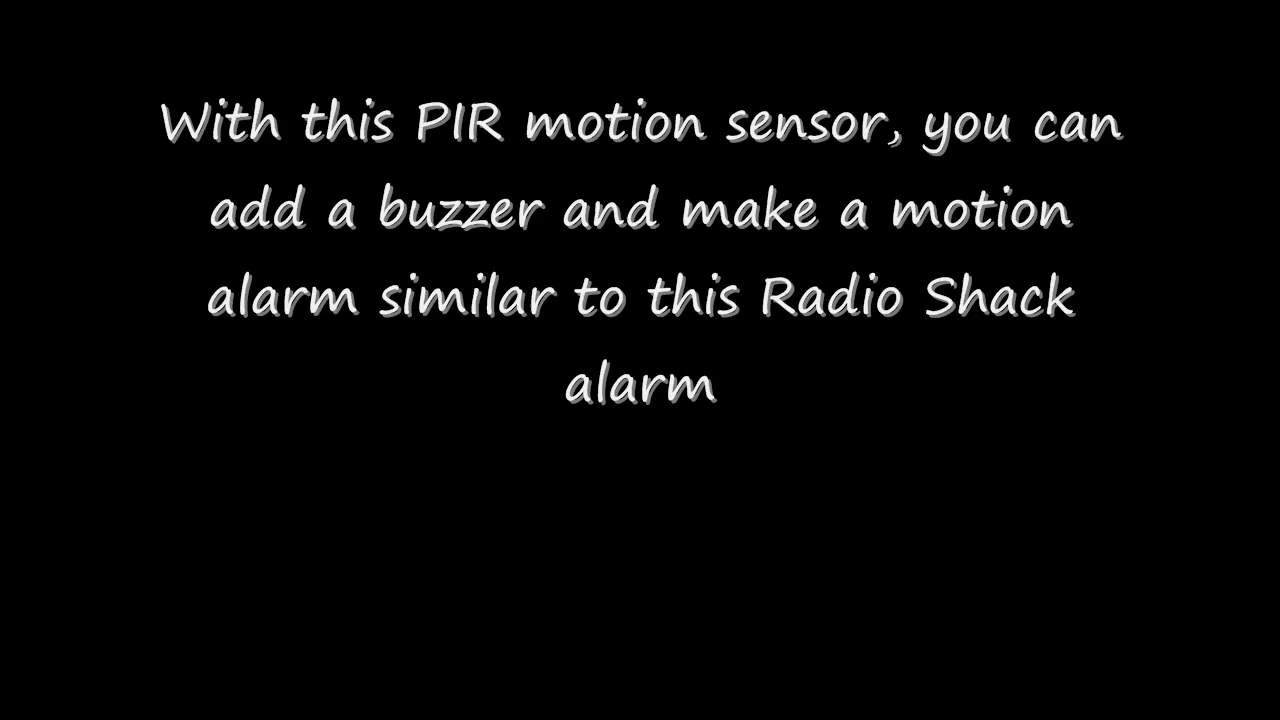 With this PIR motion sensor, you can
add a buzzer and make a motion
alarm similar to this Radio Shack
alarm